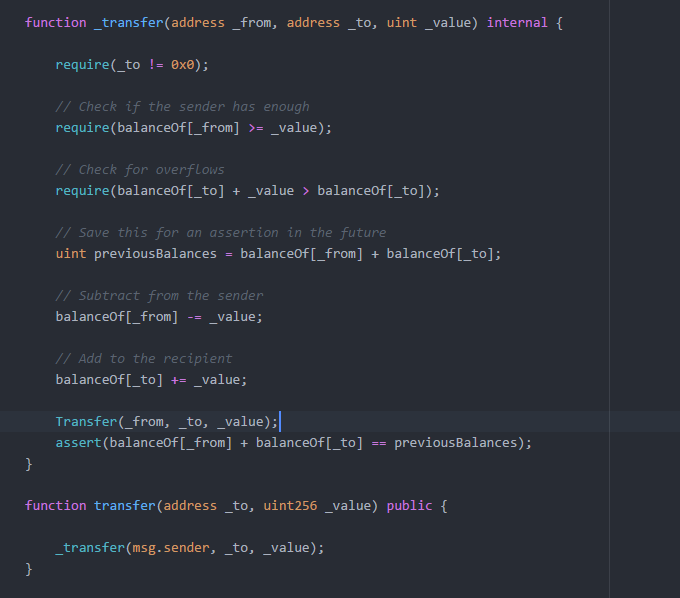 function _transfer(address _from, address _to, uint _value) internal {
require(_to != 0x0);
// Check if the sender has enough
require(balanceOf[_from] >= _value);
// Check for overflows
require(balanceOf[_to] + _value > balanceOf[_to]);
// Save this for an assertion in the future
uint previousBalances = balanceOf[_from] + balanceOf[_to];
// Subtract from the sender
balanceOf[_from] -= _value;
// Add to the recipient
balanceOf[_to] += _value;
Transfer(_from, _to, _value);
assert(balanceOf[_from] + balanceOf[_to] == previousBalances);
}
function transfer(address _to, uint256 _value) public {
_transfer(msg.sender, _to, _value);
}